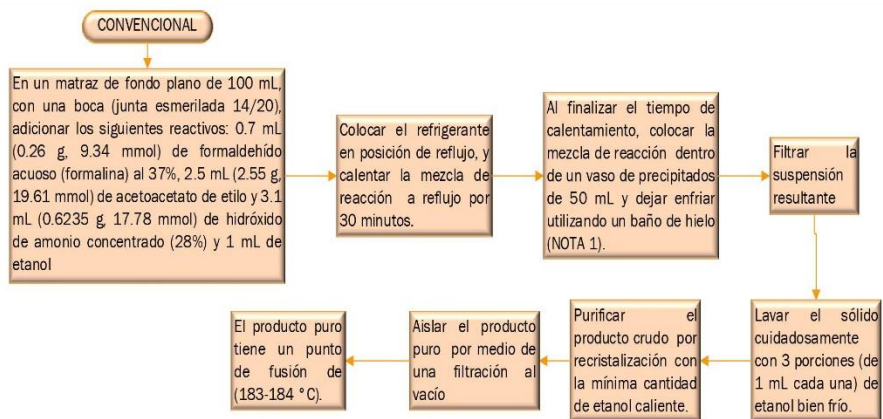 CONVENCIONAL
En un matraz de fondo plano de 100 mL,
con una boca (junta esmerilada 14/20),
adicionar los siguientes reactivos: 0.7 mL
(0.26 g, 9.34 mmol) de formaldehído
acuoso (formalina) al 37%, 2.5 mL (2.55 g,
19.61 mmol) de acetoacetato de etilo y 3.1
mL (0.6235 g, 17.78 mmol) de hidróxido
de amonio concentrado (28%) y 1 mL de
etanol
Colocar el refrigerante
en posición de reflujo, y
calentar la mezcla de
reacción a reflujo por
30 minutos.
Al finalizar el tiempo de
calentamiento, colocar la
mezcla de reacción dentro
de un vaso de precipitados
de 50 mL y dejar enfriar
utilizando un baño de hielo
(NOTA 1).
Filtrar la
suspensión
resultante
Lavar el sólido
cuidadosamente
con 3 porciones (de
1 mL cada una) de
etanol bien frío.
Purificar el
producto crudo por
recristalización con
la mínima cantidad
de etanol caliente.
Aislar el producto
puro por medio de
una filtración al
vacío
El producto puro
tiene un punto
de fusión de
(183-184 °C).